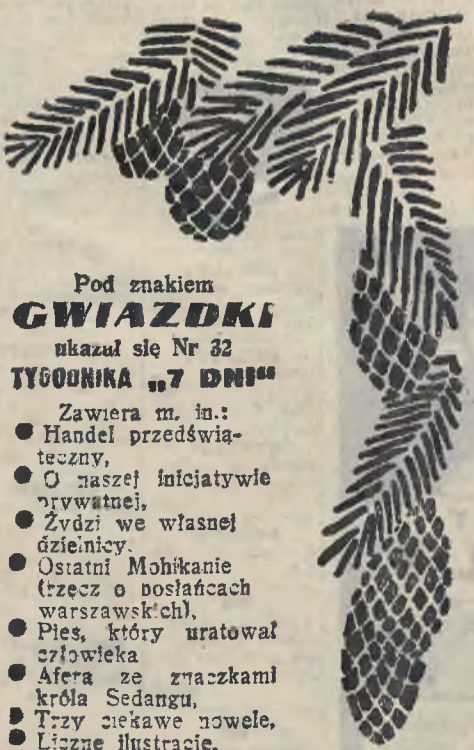 Pod znakiem
GWIAZDKI
ukazał się Nr 32
TYGODNIKA „7 DNI“
Zawiera m. in.:
● Handel przedświą-
teczny,
● O naszej inicjatywie
prywatnej,
● Żydzi we własnej
dzielnicy.
● Ostatni Mohikanie
(rzecz o posłańcach
warszawskich),
● Pies, który uratował
człowieka
● Afera ze znaczkami
króla Sedangu,
● Trzy ciekawe nowele,
● Liczne ilustracje.